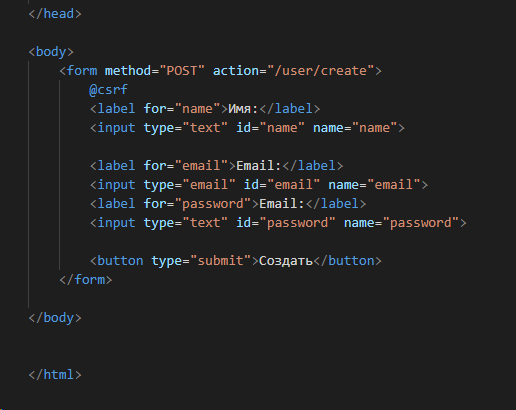 </head>
<body>
<form method="POST" action="/user/create">
@csrf
<label for="name">Имя:</label>
<input type="text" id="name" name="name">
<label for="email">Email:</label>
<input type="email" id="email" name="email">
<label for="password">Email:</label>
<input type="text" id="password" name="password">
<button type="submit">Создать</button>
</form>
</body>
</html>